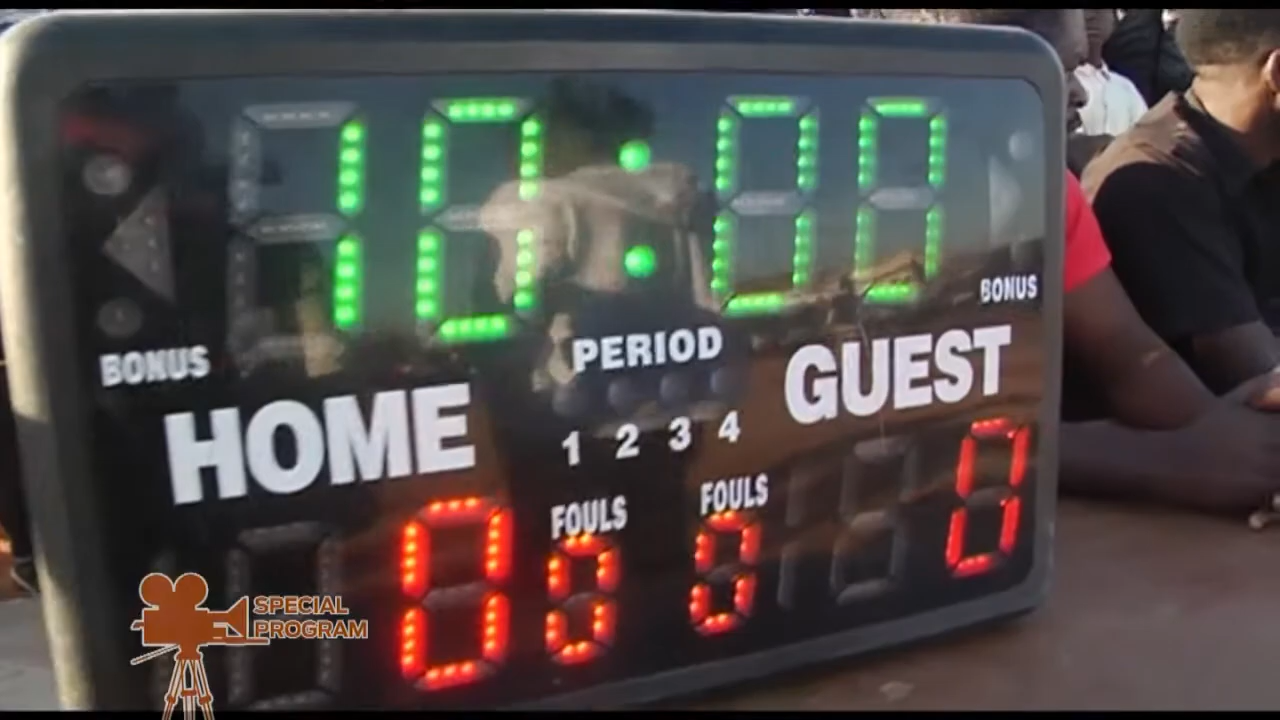 10:00
BONUS
PERIOD
BONUS
HOME
GUEST
1 2 3 4
FOULS
FOULS
0
0
0
0
SPECIAL
PROGRAM